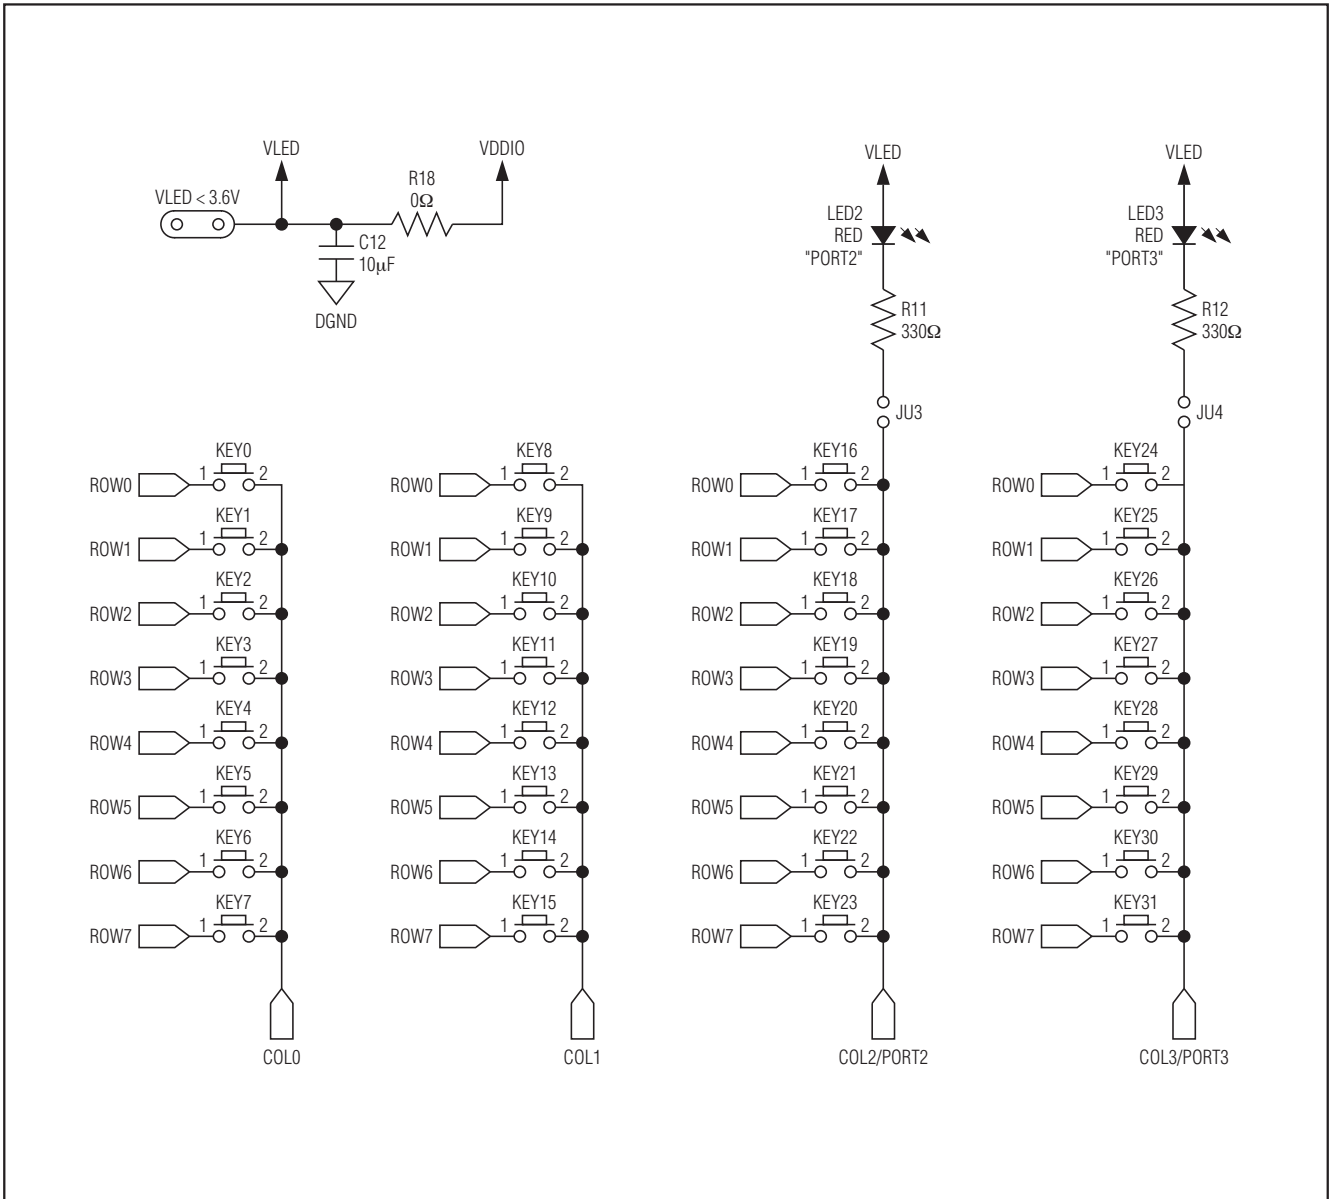 VLED
VDDIO
VLED < 3.6V
R18
0Ω
C12
10μF
DGND
VLED
LED2
RED
"PORT2"
R11
330Ω
JU3
VLED
LED3
RED
"PORT3"
R12
330Ω
JU4
KEY0
ROW0 1 2
KEY1
ROW1 1 2
KEY2
ROW2 1 2
KEY3
ROW3 1 2
KEY4
ROW4 1 2
KEY5
ROW5 1 2
KEY6
ROW6 1 2
KEY7
ROW7 1 2
COL0
KEY8
ROW0 1 2
KEY9
ROW1 1 2
KEY10
ROW2 1 2
KEY11
ROW3 1 2
KEY12
ROW4 1 2
KEY13
ROW5 1 2
KEY14
ROW6 1 2
KEY15
ROW7 1 2
COL1
KEY16
ROW0 1 2
KEY17
ROW1 1 2
KEY18
ROW2 1 2
KEY19
ROW3 1 2
KEY20
ROW4 1 2
KEY21
ROW5 1 2
KEY22
ROW6 1 2
KEY23
ROW7 1 2
COL2/PORT2
KEY24
ROW0 1 2
KEY25
ROW1 1 2
KEY26
ROW2 1 2
KEY27
ROW3 1 2
KEY28
ROW4 1 2
KEY29
ROW5 1 2
KEY30
ROW6 1 2
KEY31
ROW7 1 2
COL3/PORT3